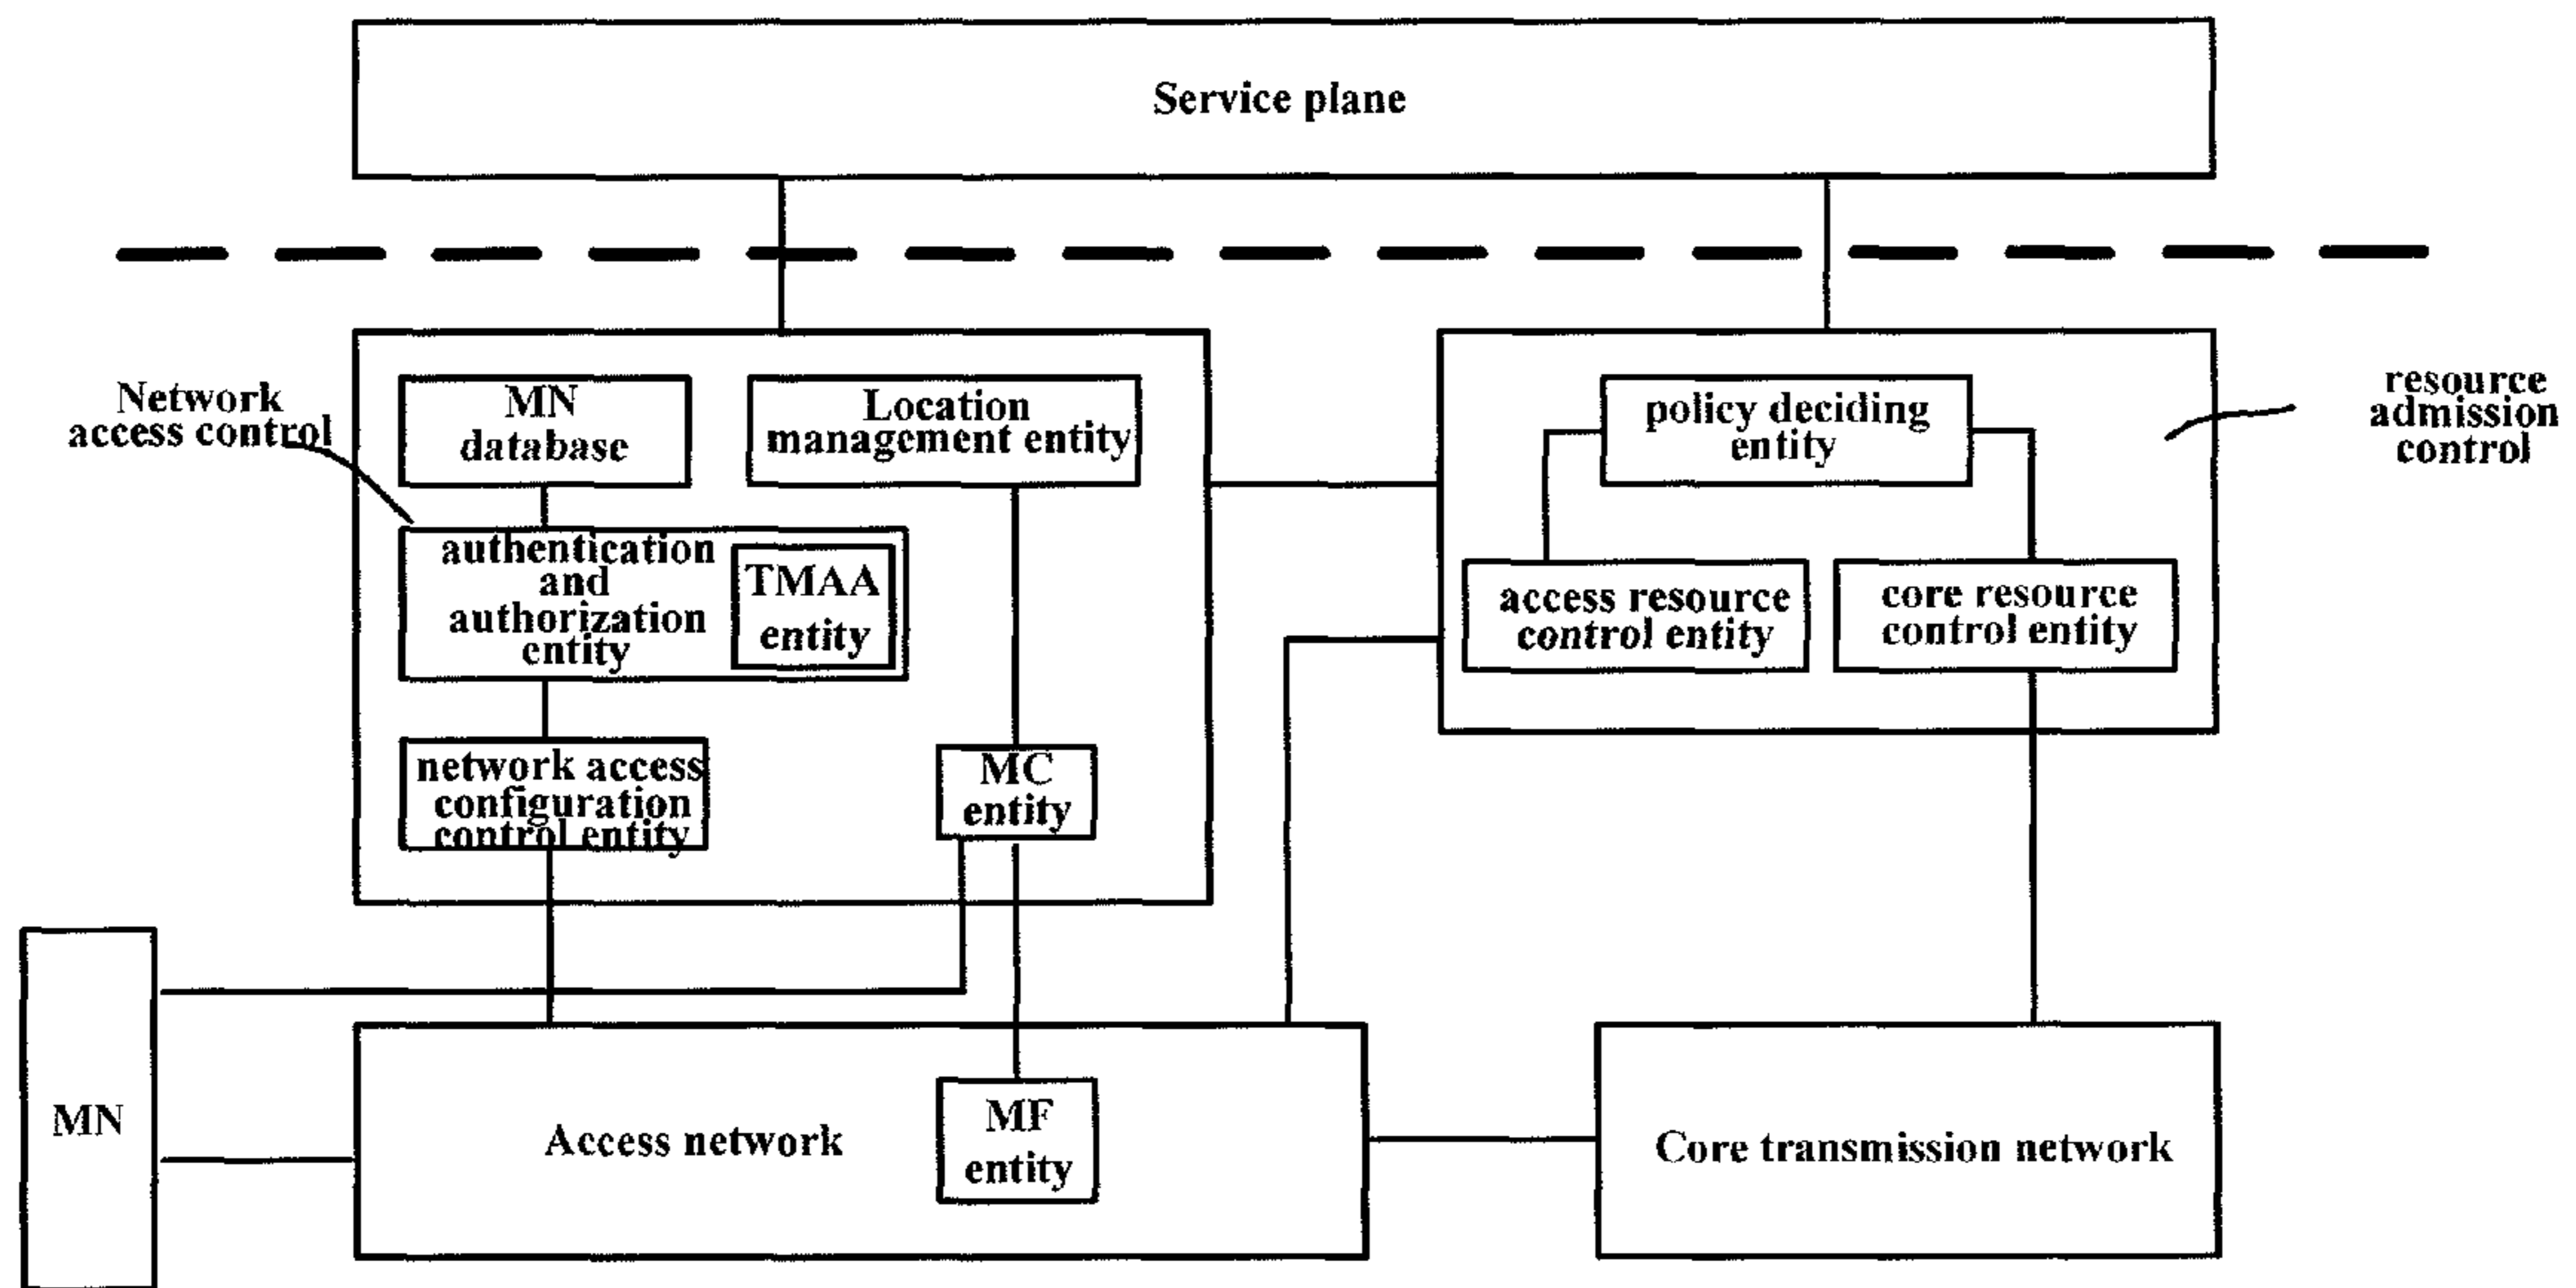 Service plane
Network
access control
MN
database
Location
management entity
authentication
and
authorization
entity
TMAA
entity
network access
configuration
control entity
MC
entity
policy deciding
entity
access resource
control entity
core resource
control entity
resource
admission
control
MN
Access network
MF
entity
Core transmission network